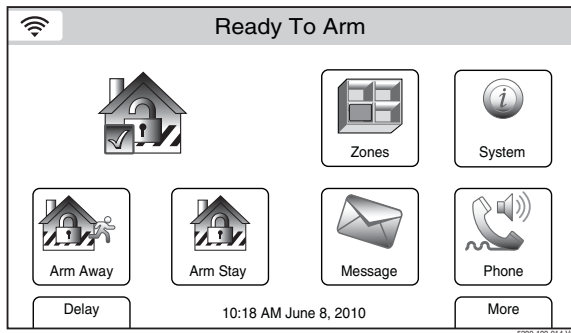 Ready To Arm
Zones
System
Arm Away
Arm Stay
Message
Phone
Delay
10:18 AM June 8, 2010
More